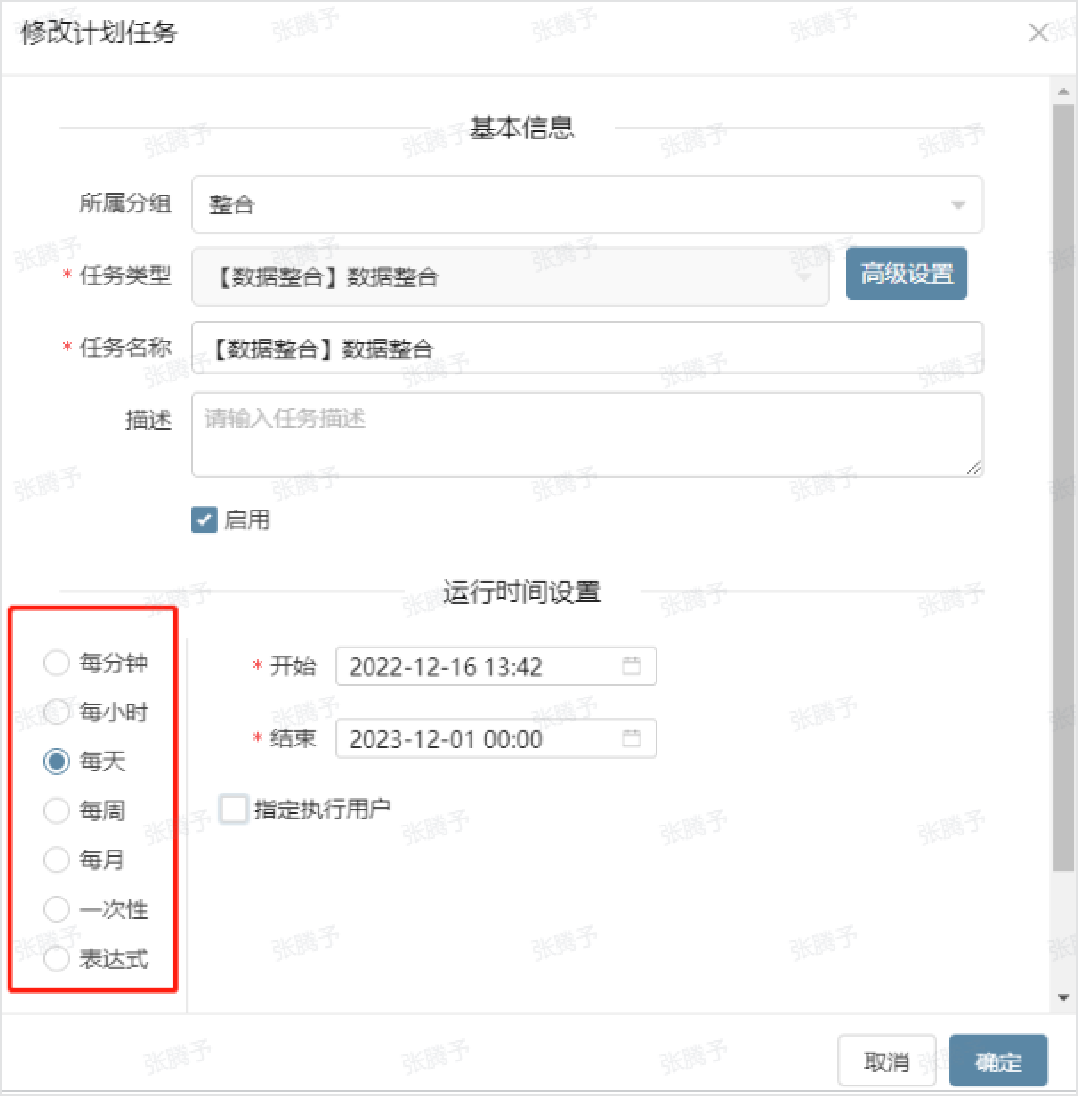 修改计划任务
基本信息
所属分组 整合
* 任务类型 【数据整合】数据整合 高级设置
* 任务名称 【数据整合】数据整合
描述 请输入任务描述
启用
运行时间设置
每分钟
* 开始 2022-12-16 13:42
每小时
* 结束 2023-12-01 00:00
每天
每周
指定执行用户
每月
一次性
表达式
取消 确定
张腾予